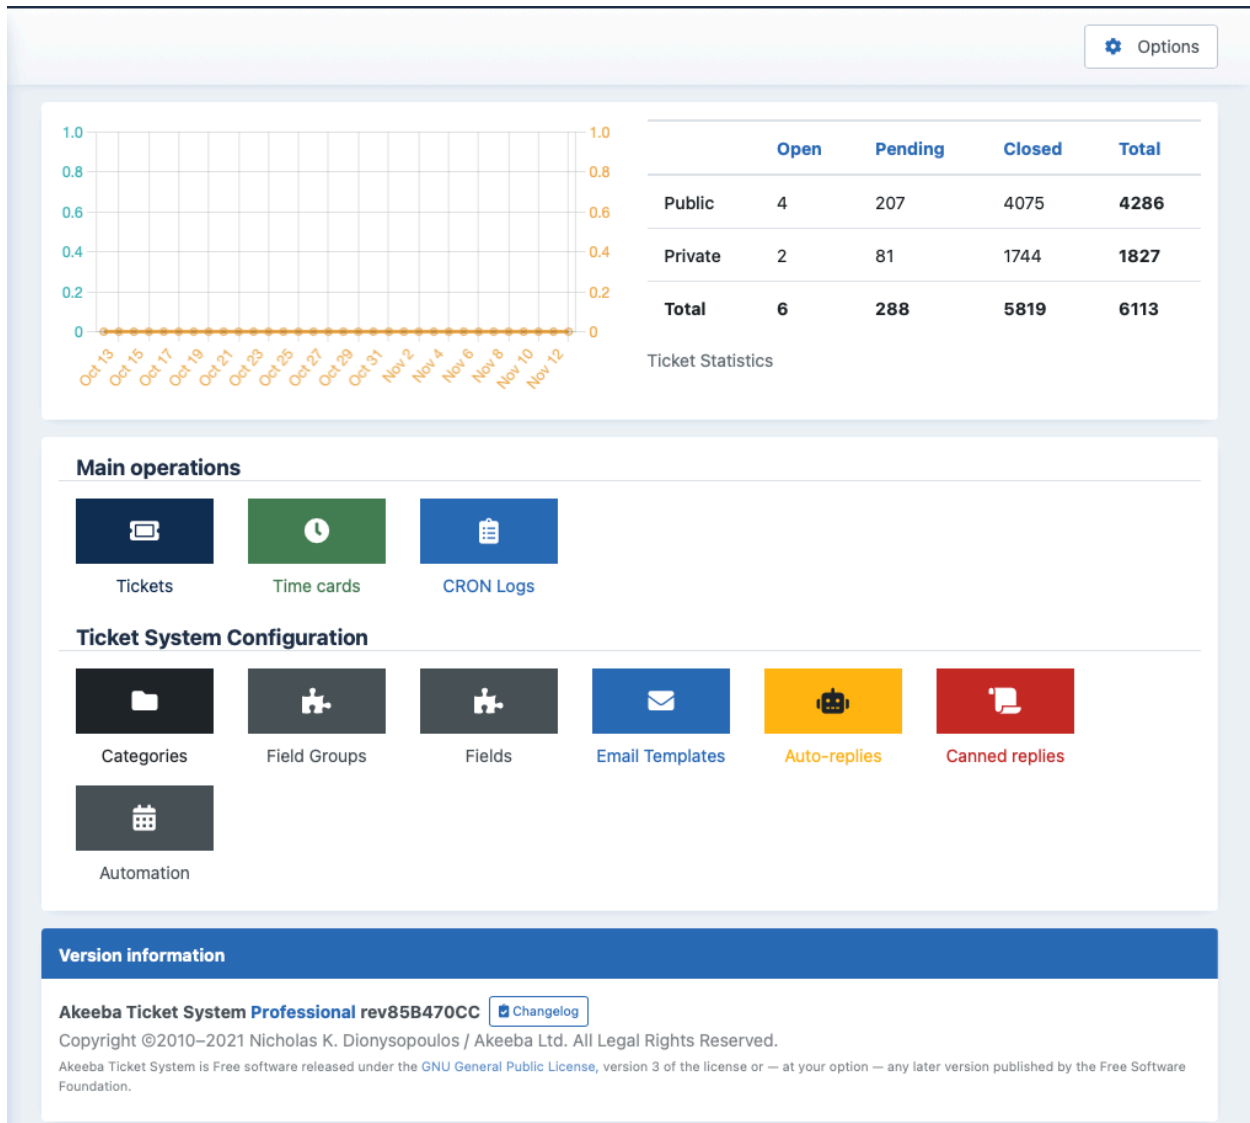 Options
1.0
0.8
0.6
0.4
0.2
0
1.0
0.8
0.6
0.4
0.2
0
Oct 13 Oct 15 Oct 17 Oct 19 Oct 21 Oct 23 Oct 25 Oct 27 Oct 29 Oct 31 Nov 2 Nov 4 Nov 6 Nov 8 Nov 10 Nov 12
Open Pending Closed Total
Public 4 207 4075 4286
Private 2 81 1744 1827
Total 6 288 5819 6113
Ticket Statistics
Main operations
Tickets Time cards CRON Logs
Ticket System Configuration
Categories Field Groups Fields Email Templates Auto-replies Canned replies
Automation
Version information
Akeeba Ticket System Professional rev85B470CC Changelog
Copyright ©2010–2021 Nicholas K. Dionysopoulos / Akeeba Ltd. All Legal Rights Reserved.
Akeeba Ticket System is Free software released under the GNU General Public License, version 3 of the license or — at your option — any later version published by the Free Software
Foundation.